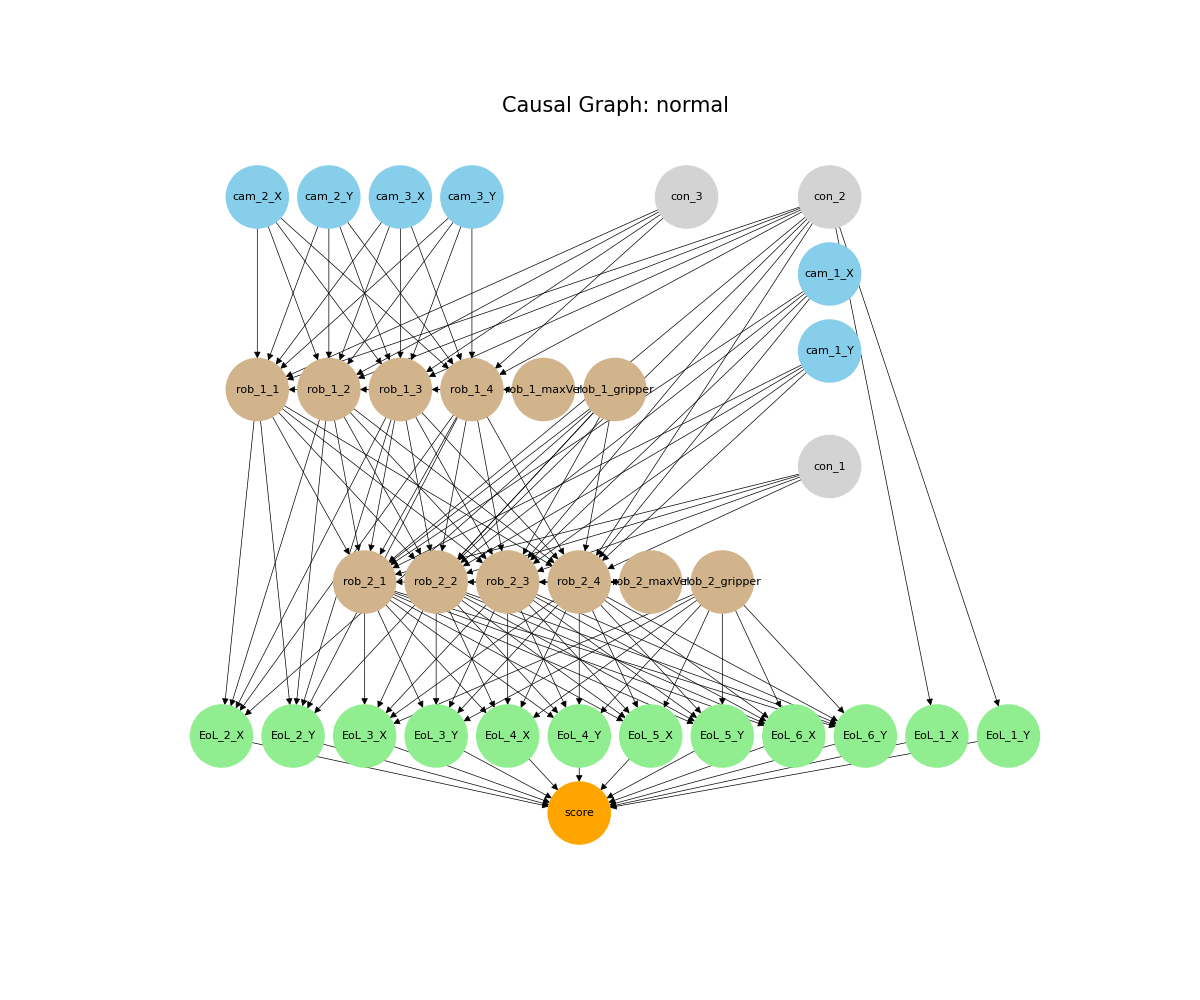 Causal Graph: normal
cam_2_X
cam_2_Y
cam_3_X
cam_3_Y
con_3
con_2
cam_1_X
cam_1_Y
rob_1_1
rob_1_2
rob_1_3
rob_1_4
rob_1_maxVel
rob_1_gripper
con_1
rob_2_1
rob_2_2
rob_2_3
rob_2_4
rob_2_maxVel
rob_2_gripper
EoL_2_X
EoL_2_Y
EoL_3_X
EoL_3_Y
EoL_4_X
EoL_4_Y
EoL_5_X
EoL_5_Y
EoL_6_X
EoL_6_Y
EoL_1_X
EoL_1_Y
score